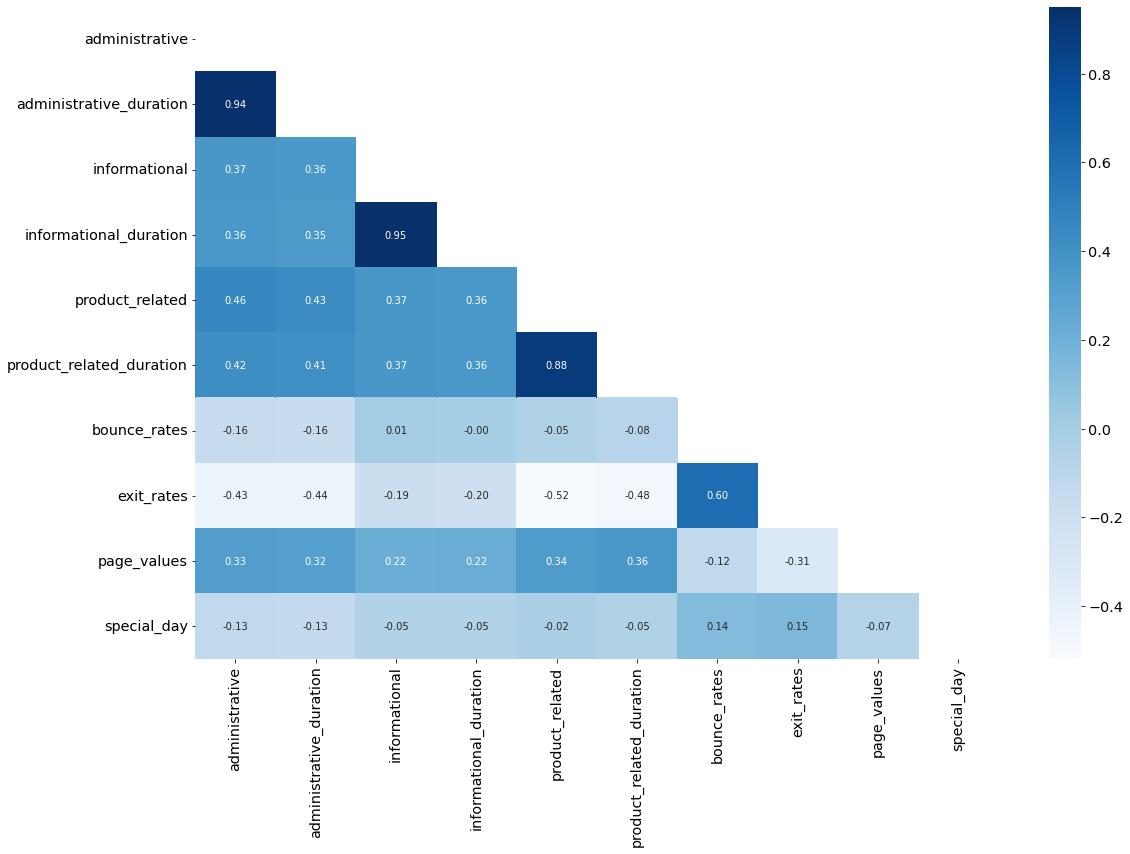 administrative
administrative_duration
0.94
informational
0.37 0.36
informational_duration
0.36 0.35 0.95
product_related
0.46 0.43 0.37 0.36
product_related_duration
0.42 0.41 0.37 0.36 0.88
bounce_rates
-0.16 -0.16 0.01 -0.00 -0.05 -0.08
exit_rates
-0.43 -0.44 -0.19 -0.20 -0.52 -0.48 0.60
page_values
0.33 0.32 0.22 0.22 0.34 0.36 -0.12 -0.31
special_day
-0.13 -0.13 -0.05 -0.05 -0.02 -0.05 0.14 0.15 -0.07
administrative
administrative_duration
informational
informational_duration
product_related
product_related_duration
bounce_rates
exit_rates
page_values
special_day
0.8
0.6
0.4
0.2
0.0
−0.2
−0.4